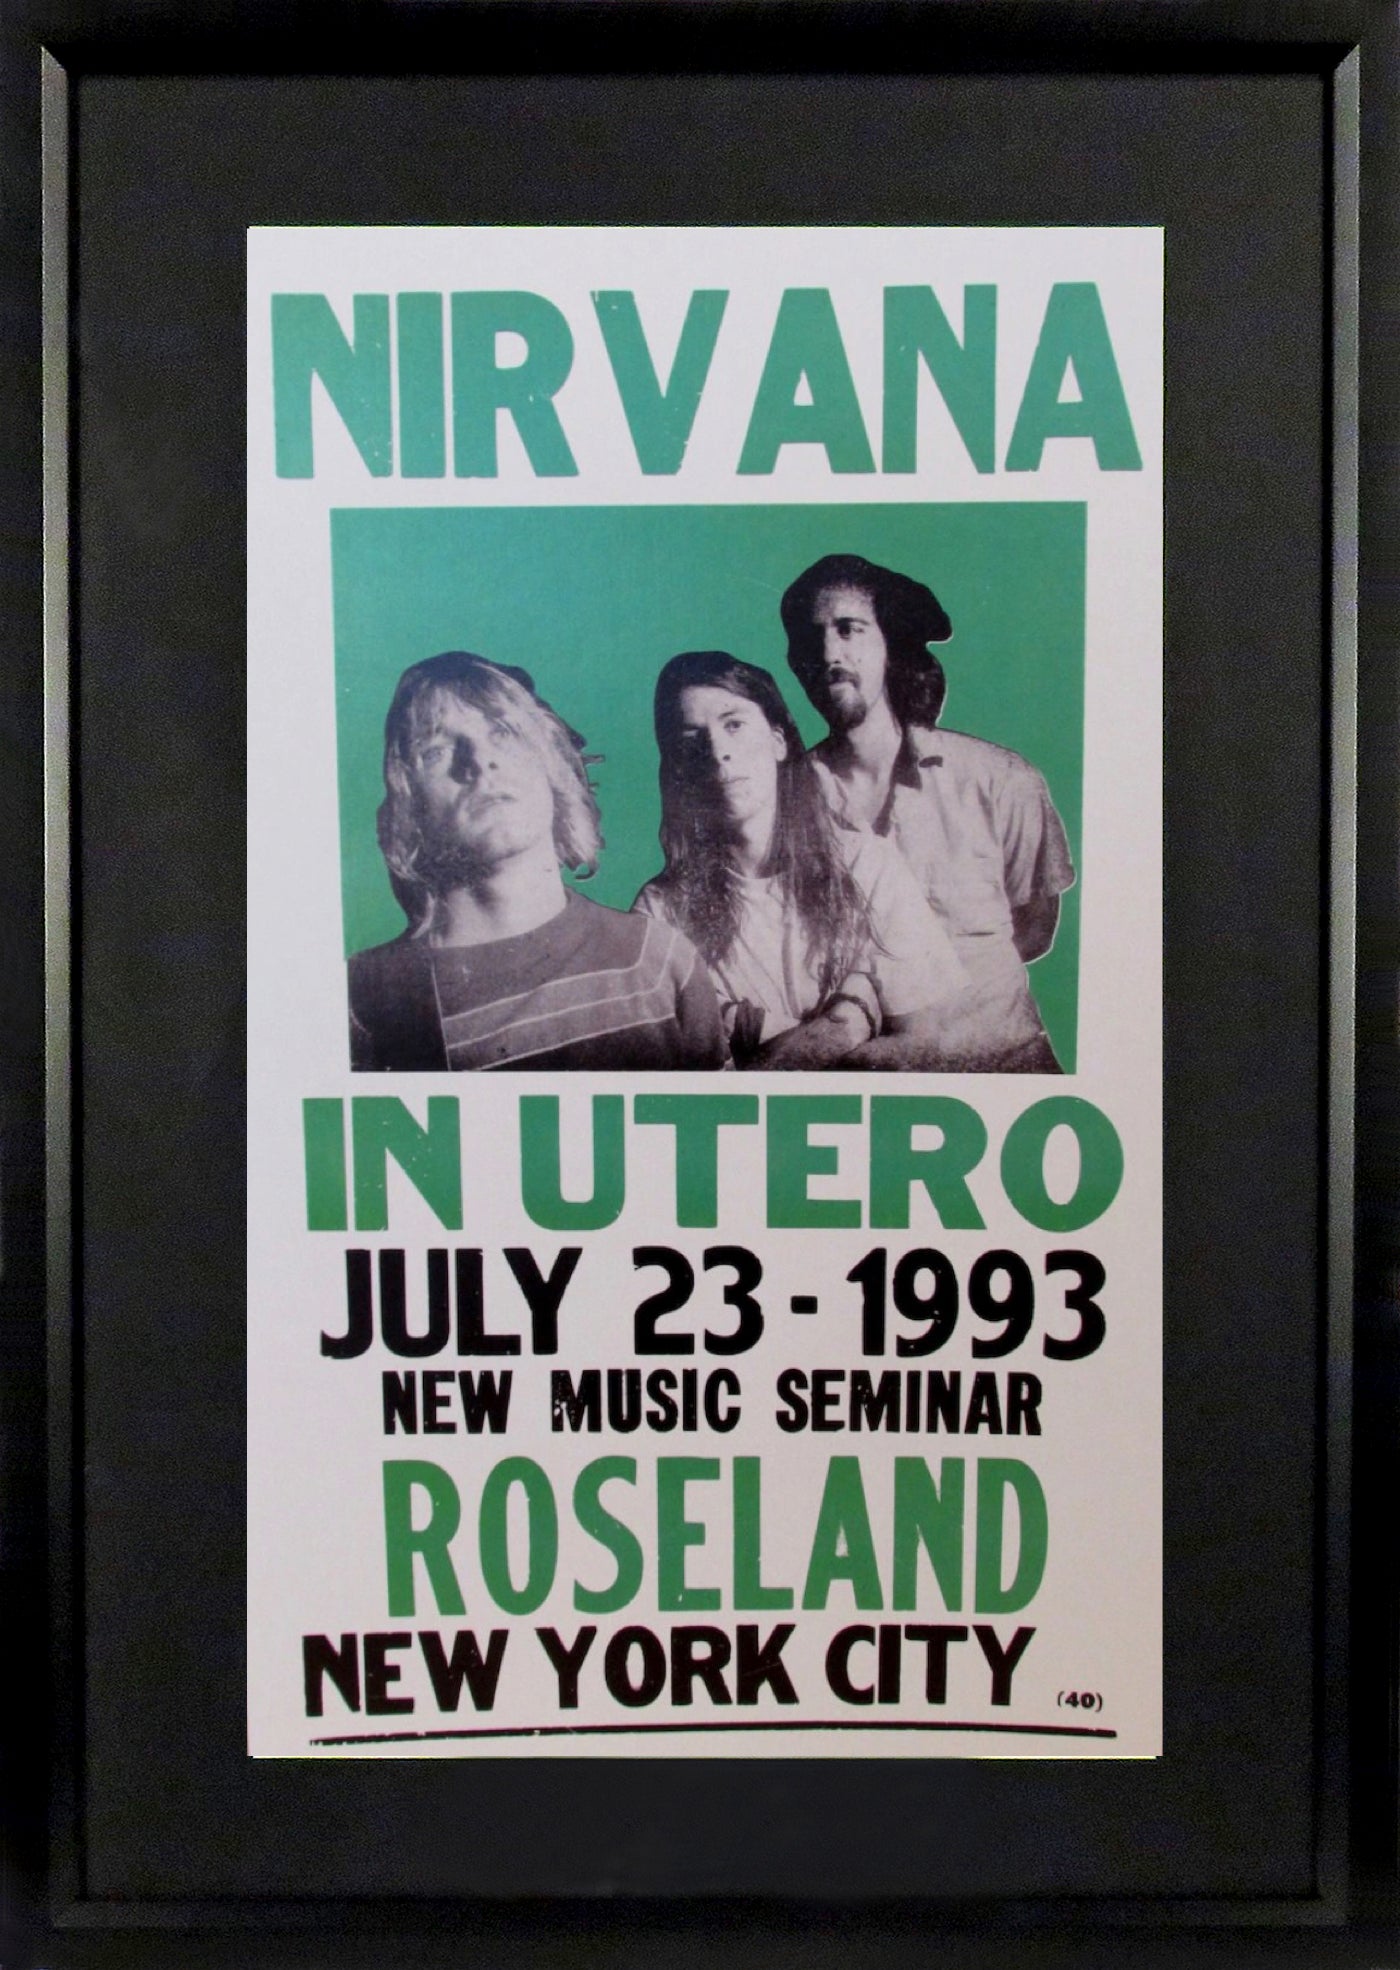 NIRVANA
IN UTERO
JULY 23 - 1993
NEW MUSIC SEMINAR
ROSELAND
NEW YORK CITY (40)